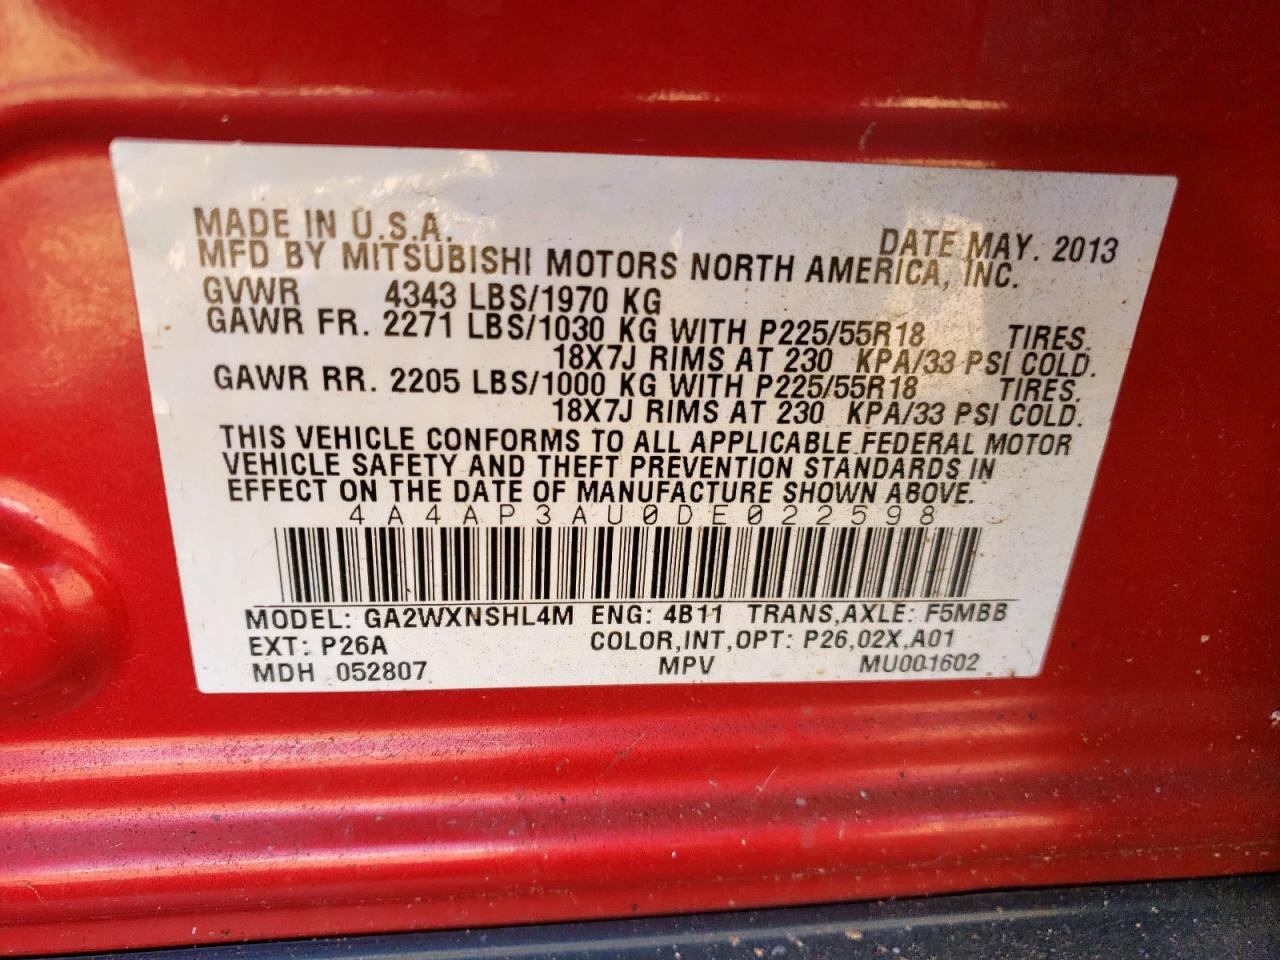 MADE IN U.S.A. DATE MAY. 2013
MFD BY MITSUBISHI MOTORS NORTH AMERICA, INC.
GVWR 4343 LBS/1970 KG
GAWR FR. 2271 LBS/1030 KG WITH P225/55R18 TIRES.
18X7J RIMS AT 230 KPA/33 PSI COLD.
GAWR RR. 2205 LBS/1000 KG WITH P225/55R18 TIRES.
18X7J RIMS AT 230 KPA/33 PSI COLD.
THIS VEHICLE CONFORMS TO ALL APPLICABLE FEDERAL MOTOR
VEHICLE SAFETY AND THEFT PREVENTION STANDARDS IN
EFFECT ON THE DATE OF MANUFACTURE SHOWN ABOVE.
4A4AP3AU0DE022598
MODEL: GA2WXNSHL4M ENG: 4B11 TRANS,AXLE: F5MBB
EXT: P26A COLOR,INT,OPT: P26,02X,A01
MDH 052807 MPV MU001602